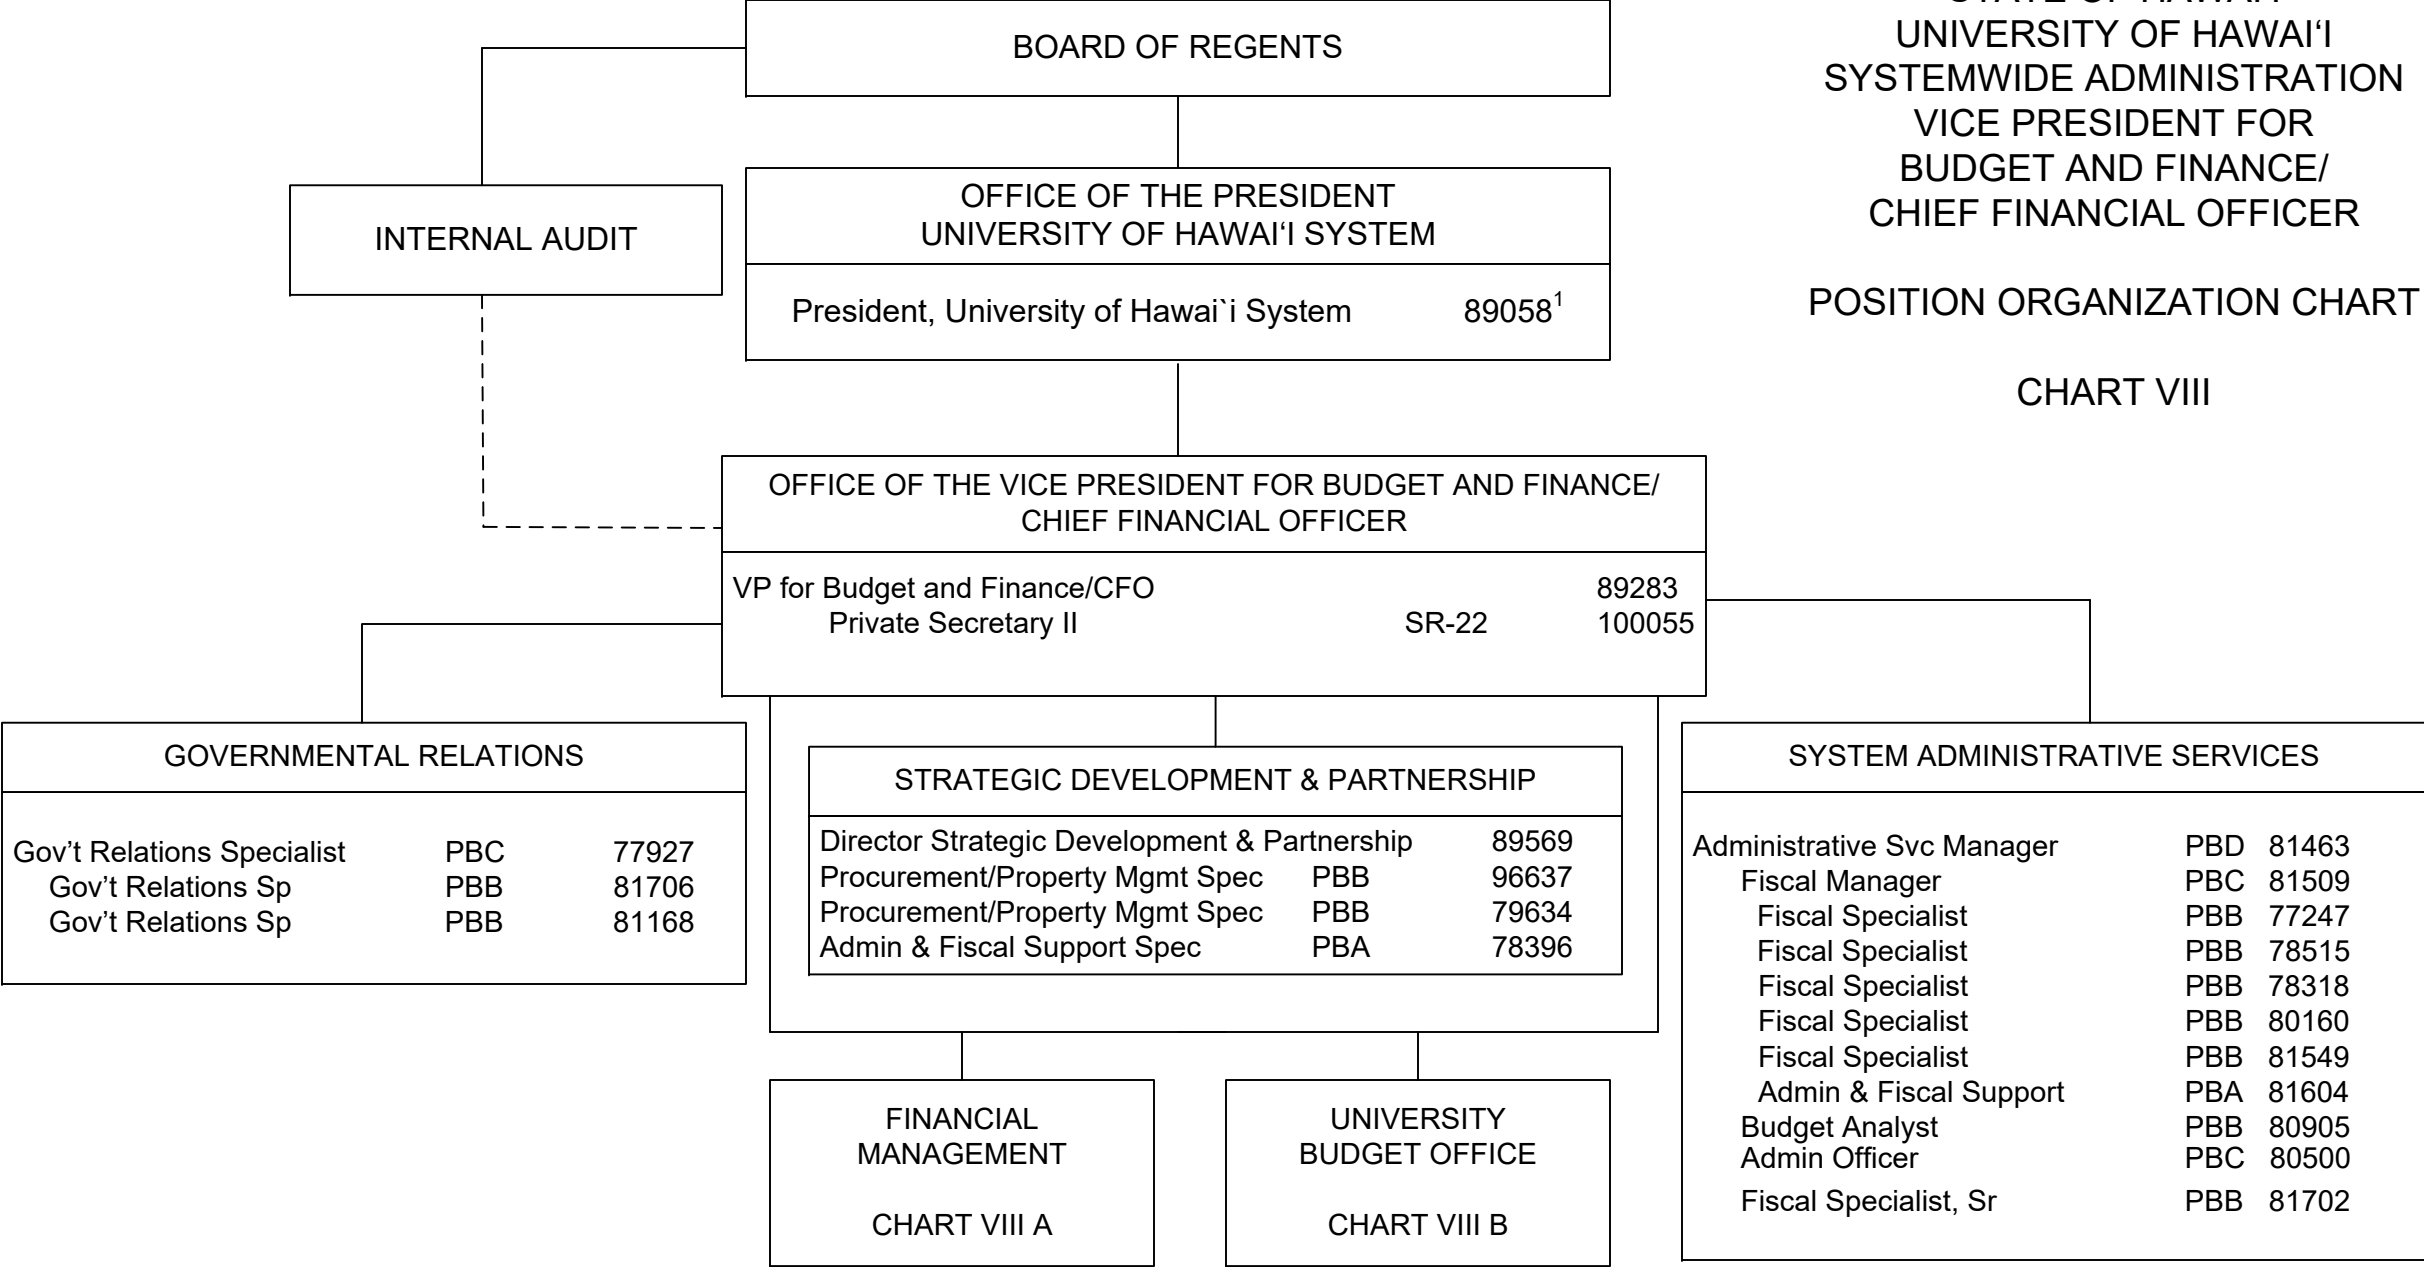 STATE OF HAWAI‘I
UNIVERSITY OF HAWAI‘I
SYSTEMWIDE ADMINISTRATION
VICE PRESIDENT FOR
BUDGET AND FINANCE/
CHIEF FINANCIAL OFFICER
POSITION ORGANIZATION CHART
CHART VIII
BOARD OF REGENTS
INTERNAL AUDIT
OFFICE OF THE PRESIDENT
UNIVERSITY OF HAWAI‘I SYSTEM
President, University of Hawai`i System 89058¹
OFFICE OF THE VICE PRESIDENT FOR BUDGET AND FINANCE/
CHIEF FINANCIAL OFFICER
VP for Budget and Finance/CFO 89283
Private Secretary II SR-22 100055
GOVERNMENTAL RELATIONS
Gov’t Relations Specialist PBC 77927
Gov’t Relations Sp PBB 81706
Gov’t Relations Sp PBB 81168
STRATEGIC DEVELOPMENT & PARTNERSHIP
Director Strategic Development & Partnership 89569
Procurement/Property Mgmt Spec PBB 96637
Procurement/Property Mgmt Spec PBB 79634
Admin & Fiscal Support Spec PBA 78396
SYSTEM ADMINISTRATIVE SERVICES
Administrative Svc Manager PBD 81463
Fiscal Manager PBC 81509
Fiscal Specialist PBB 77247
Fiscal Specialist PBB 78515
Fiscal Specialist PBB 78318
Fiscal Specialist PBB 80160
Fiscal Specialist PBB 81549
Admin & Fiscal Support PBA 81604
Budget Analyst PBB 80905
Admin Officer PBC 80500
Fiscal Specialist, Sr PBB 81702
FINANCIAL
MANAGEMENT
CHART VIII A
UNIVERSITY
BUDGET OFFICE
CHART VIII B